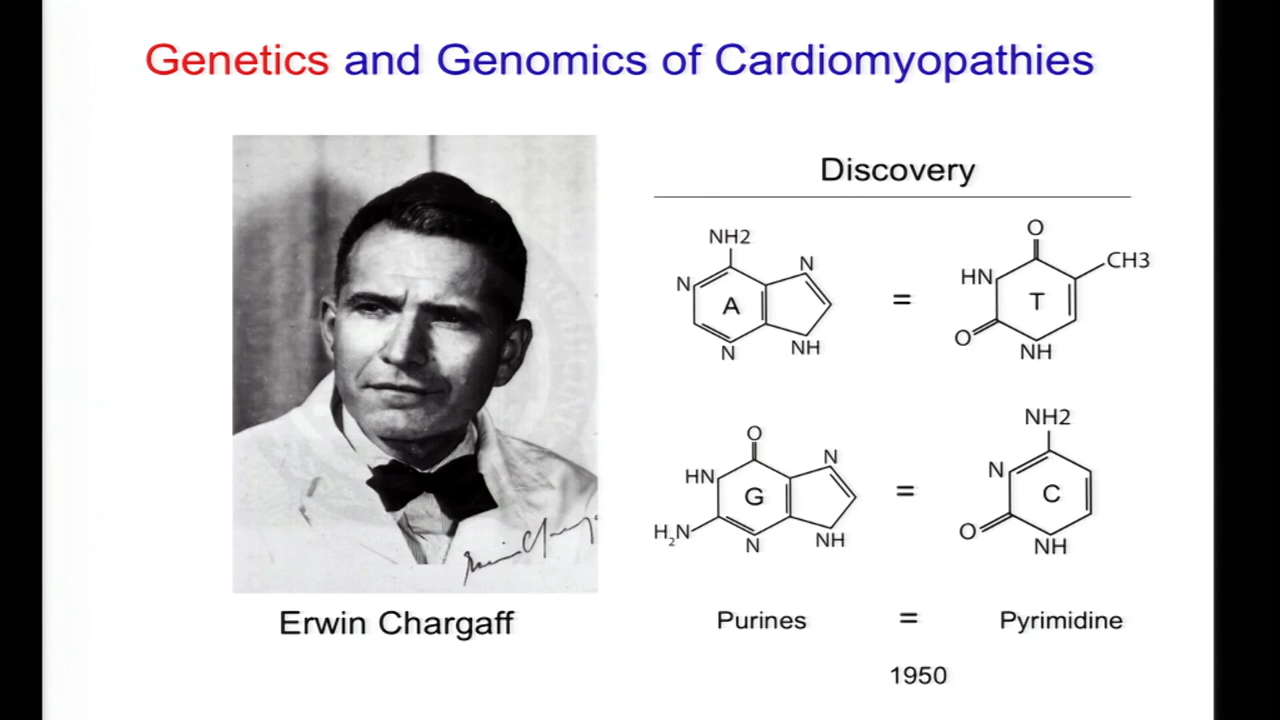 Genetics and Genomics of Cardiomyopathies
Discovery
NH2
N
N
A
N
NH
=
O
HN
CH3
T
O
NH
O
HN
N
G
H2N
N
NH
=
NH2
N
C
O
NH
Erwin Chargaff
Purines = Pyrimidine
1950